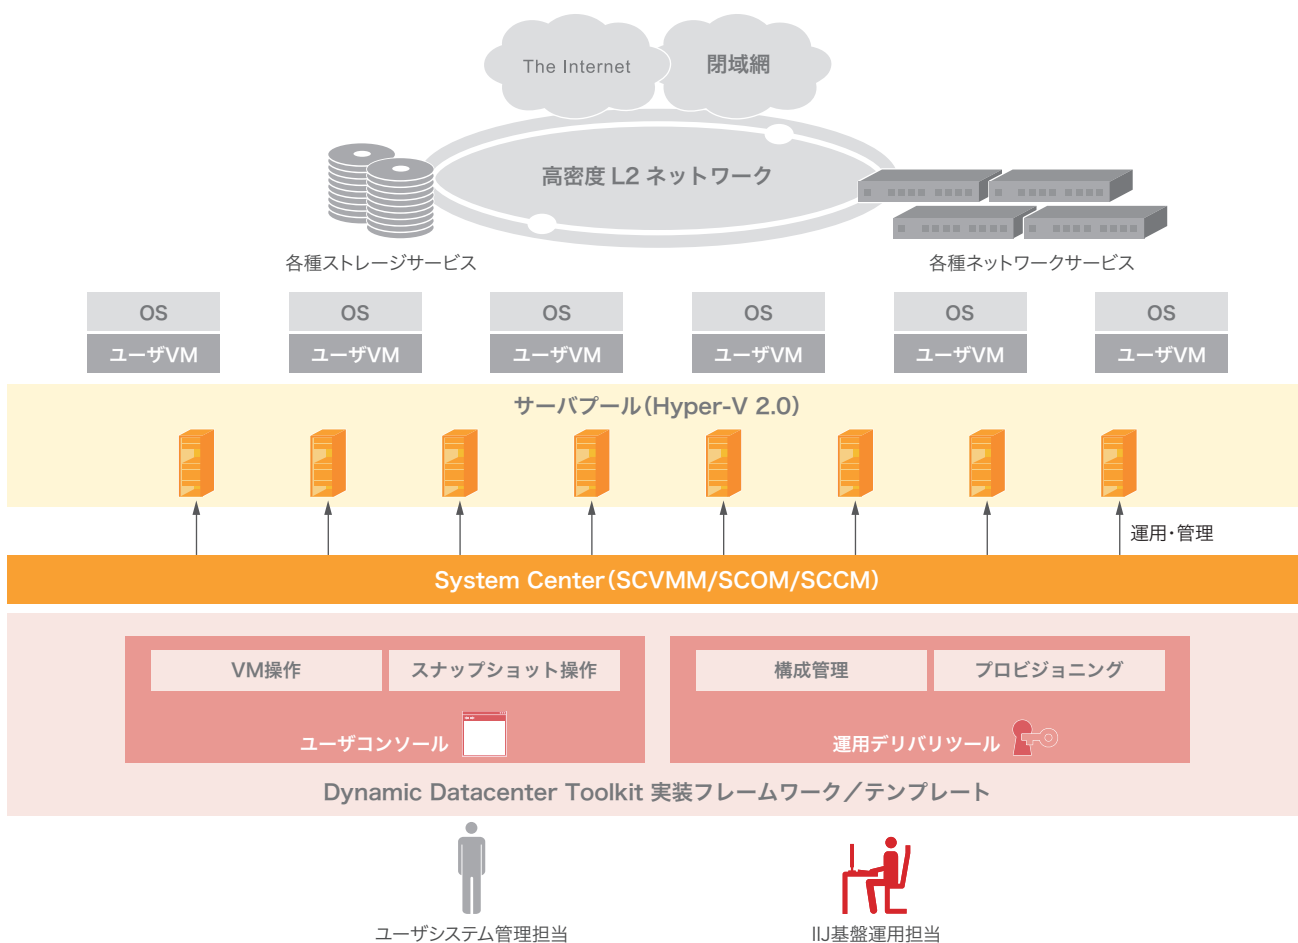 The Internet
閉域網
高密度 L2 ネットワーク
各種ストレージサービス
各種ネットワークサービス
OS OS OS OS OS OS
ユーザVM ユーザVM ユーザVM ユーザVM ユーザVM ユーザVM
サーバプール(Hyper-V 2.0)
運用・管理
System Center(SCVMM/SCOM/SCCM)
VM操作 スナップショット操作 構成管理 プロビジョニング
ユーザコンソール 運用デリバリツール
Dynamic Datacenter Toolkit 実装フレームワーク／テンプレート
ユーザシステム管理担当
IIJ基盤運用担当